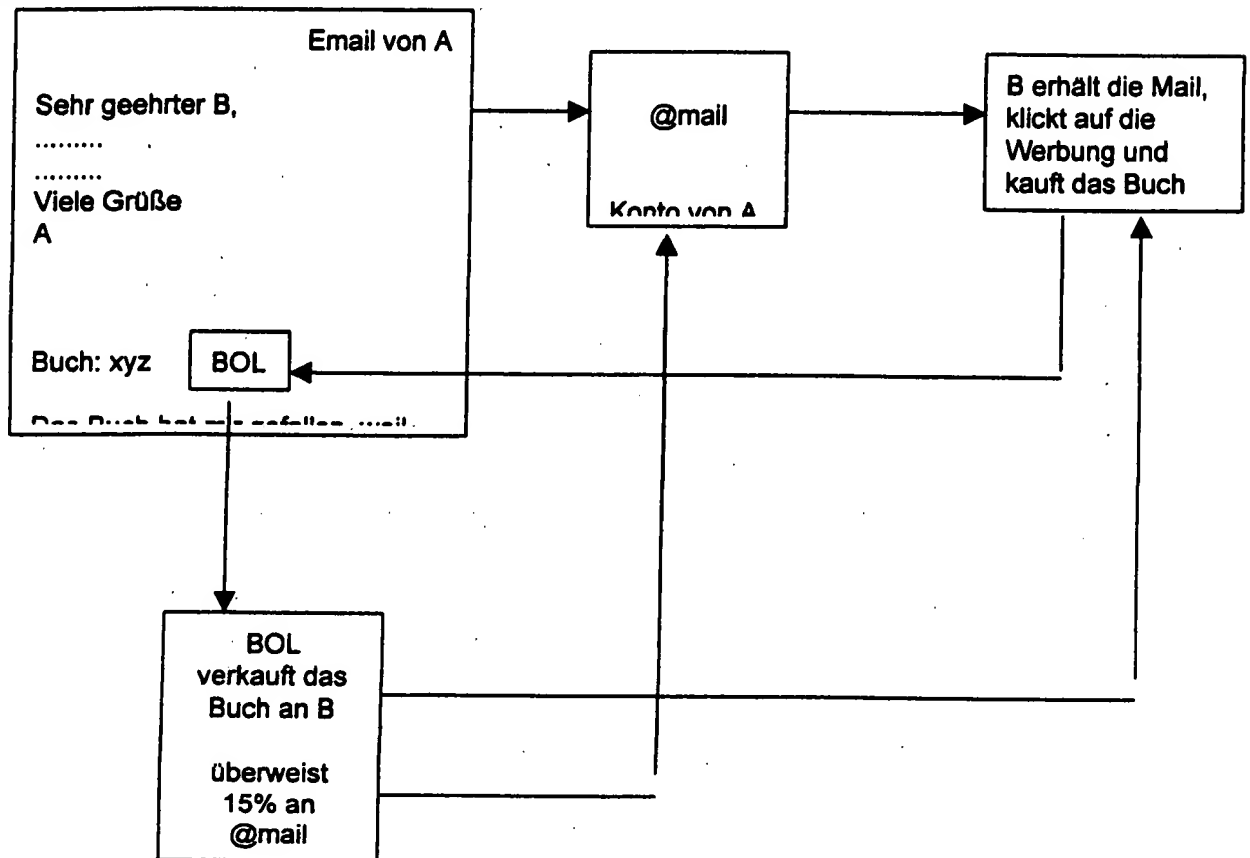 Email von A
Sehr geehrter B,
.........
.........
Viele Grüße
A
Buch: xyz
BOL
@mail
Konto von A
B erhält die Mail,
klickt auf die
Werbung und
kauft das Buch
BOL
verkauft das
Buch an B
überweist
15% an
@mail